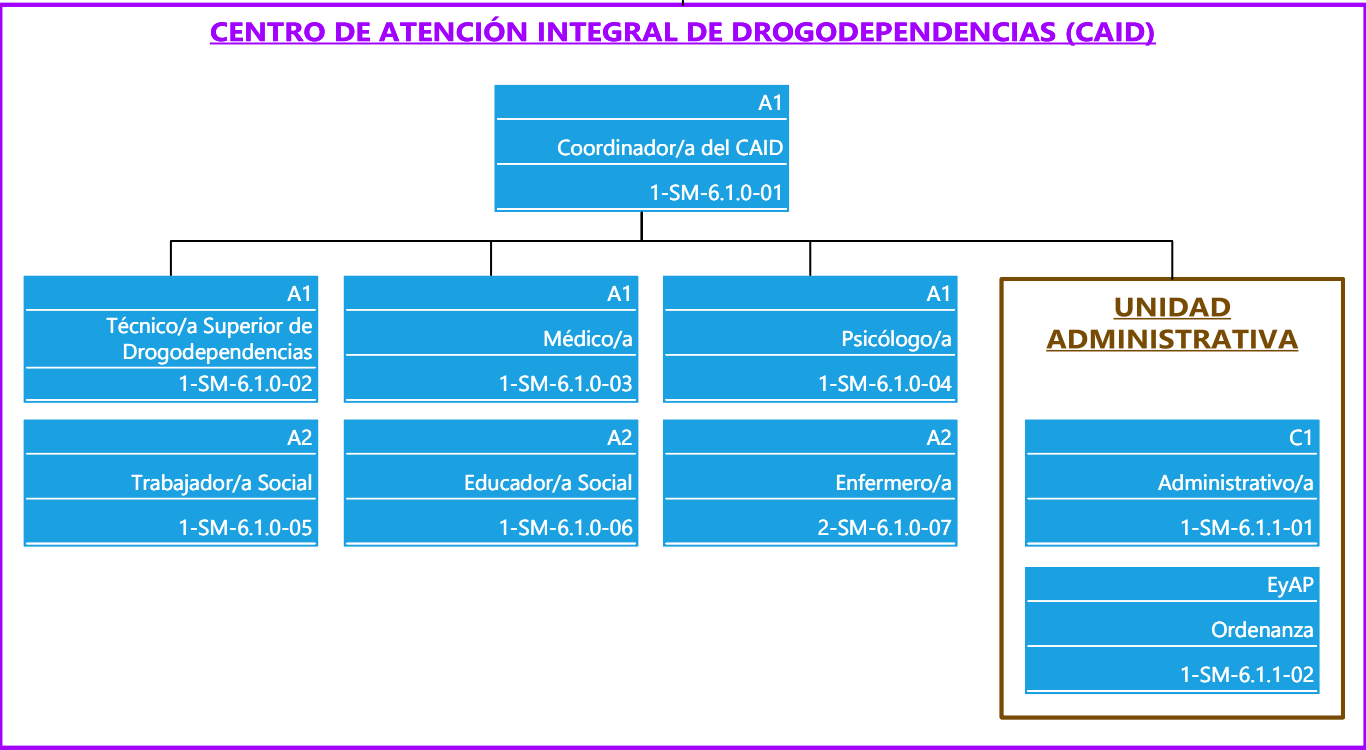 CENTRO DE ATENCIÓN INTEGRAL DE DROGODEPENDENCIAS (CAID)
A1
Coordinador/a del CAID
1-SM-6.1.0-01
A1
Técnico/a Superior de
Drogodependencias
1-SM-6.1.0-02
A1
Médico/a
1-SM-6.1.0-03
A1
Psicólogo/a
1-SM-6.1.0-04
A2
Trabajador/a Social
1-SM-6.1.0-05
A2
Educador/a Social
1-SM-6.1.0-06
A2
Enfermero/a
2-SM-6.1.0-07
UNIDAD
ADMINISTRATIVA
C1
Administrativo/a
1-SM-6.1.1-01
EyAP
Ordenanza
1-SM-6.1.1-02